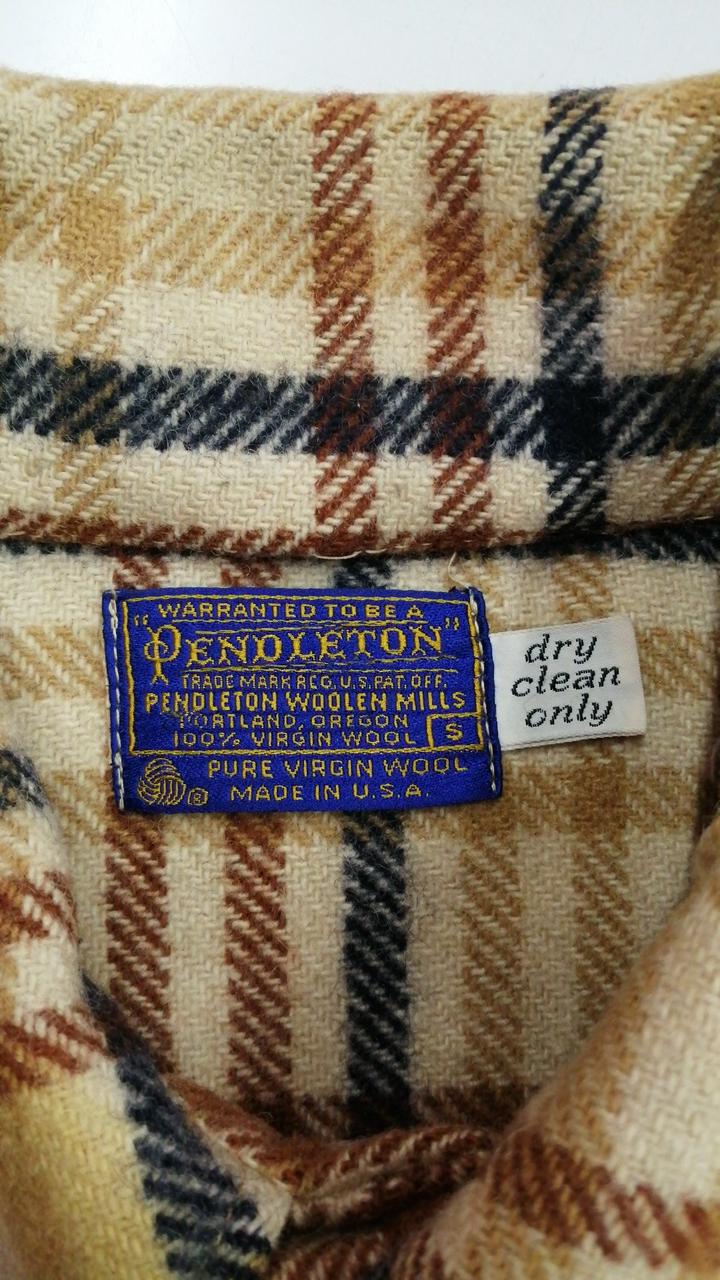 WARRANTED TO BE A
"PENDLETON"
TRADE MARK REG. U.S. PAT. OFF.
PENDLETON WOOLEN MILLS
PORTLAND, OREGON
100% VIRGIN WOOL S
PURE VIRGIN WOOL
® MADE IN U.S.A.
dry
clean
only